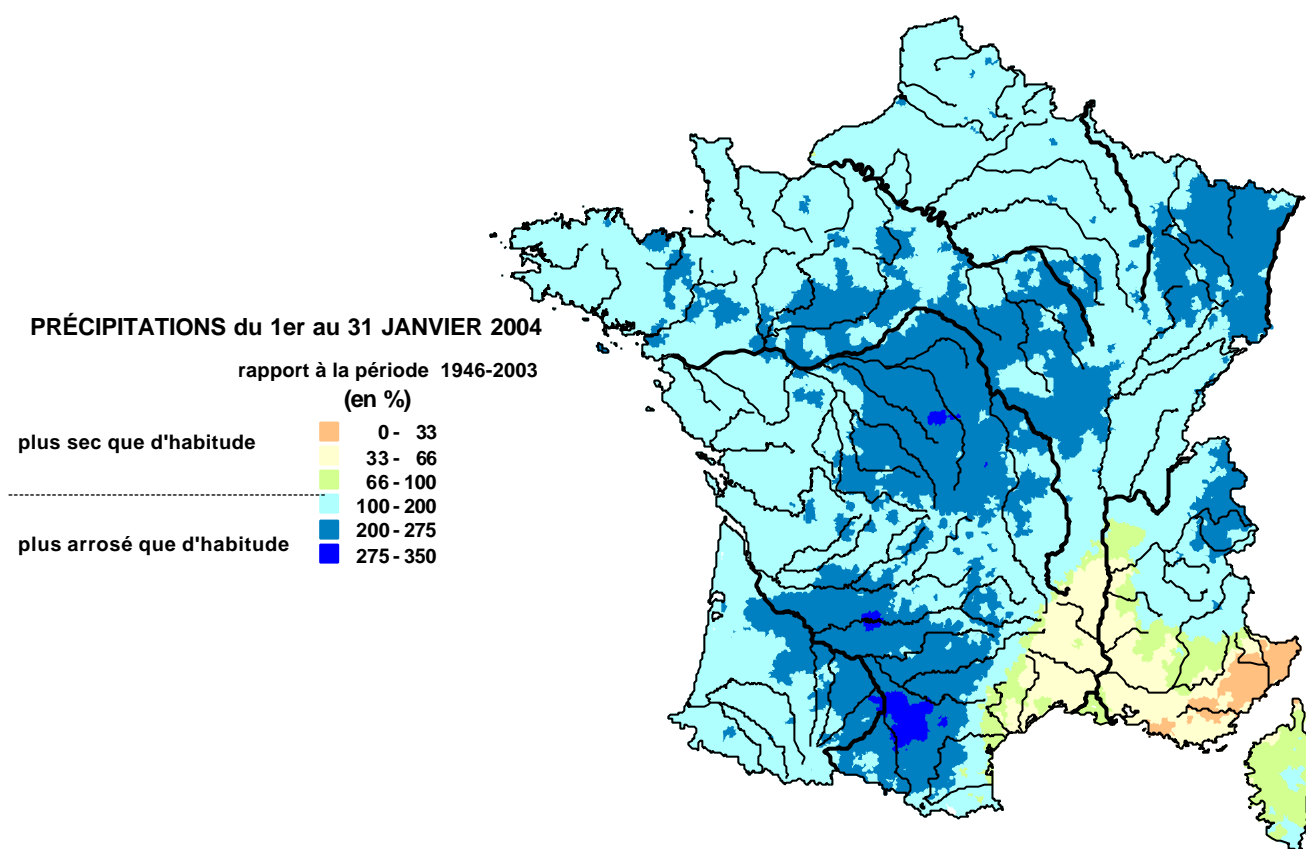 PRÉCIPITATIONS du 1er au 31 JANVIER 2004
rapport à la période 1946-2003
(en %)
plus sec que d'habitude
0 - 33
33 - 66
66 - 100
100 - 200
plus arrosé que d'habitude
200 - 275
275 - 350